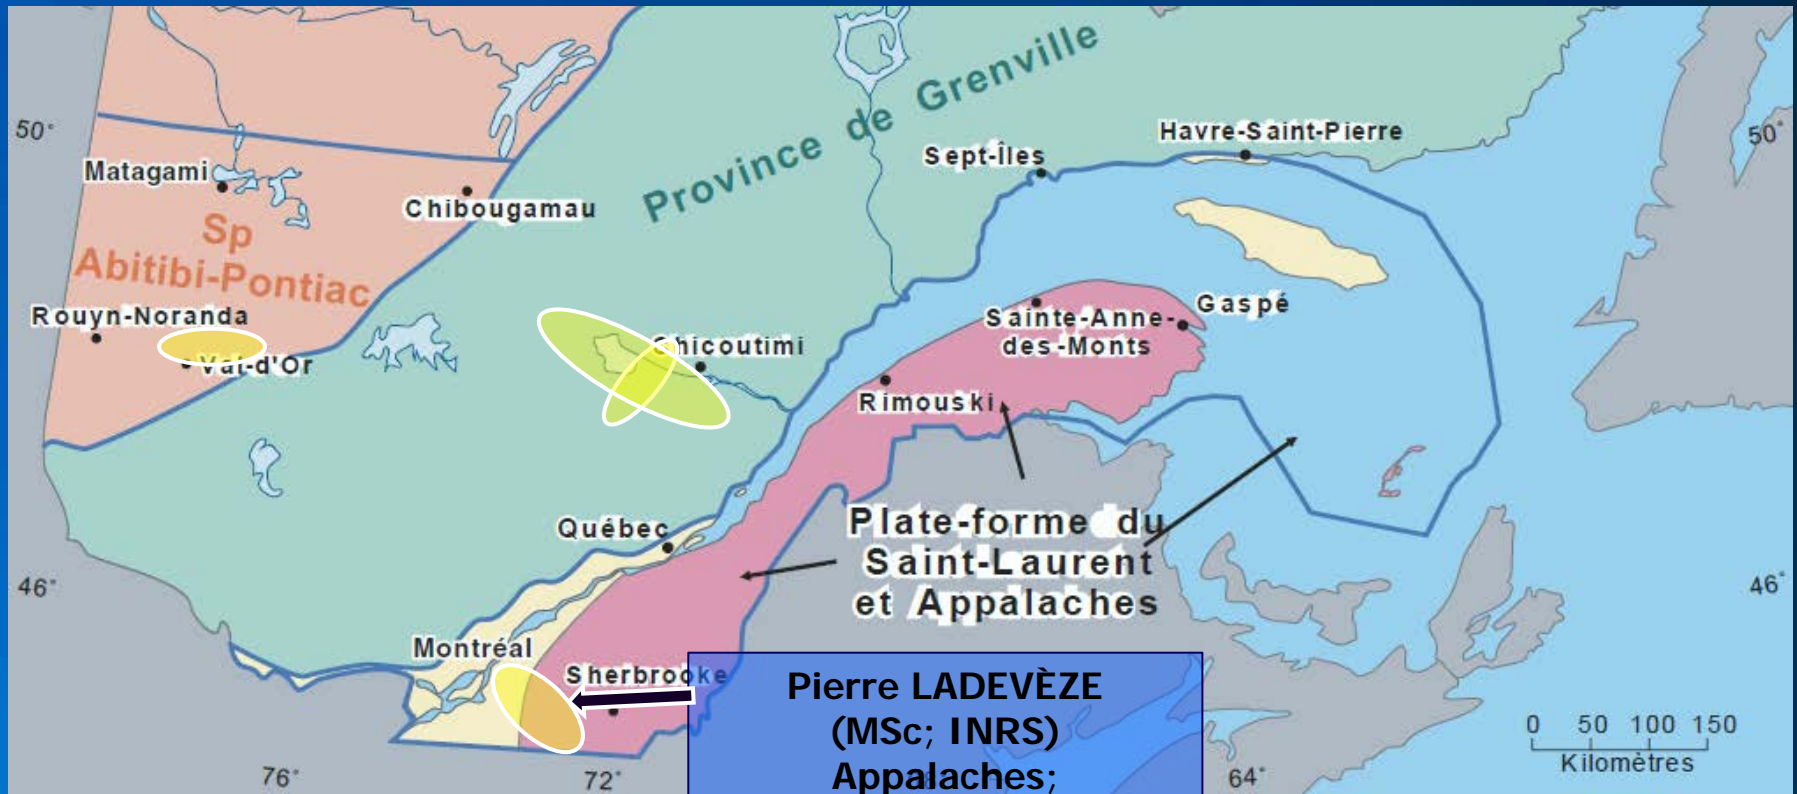 50°
50°
Havre-Saint-Pierre
Sept-Îles
Province de Grenville
Matagami
Chibougamau
Sp
Abitibi-Pontiac
Rouyn-Noranda
Val-d'Or
Chicoutimi
Sainte-Anne-
des-Monts
Gaspé
Rimouski
Québec
Plate-forme du
Saint-Laurent
et Appalaches
46°
46°
Montréal
Sherbrooke
Pierre LADEVÈZE
(MSc; INRS)
Appalaches;
0 50 100 150
Kilomètres
76°
72°
64°